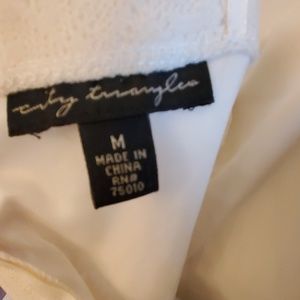 city triangles
M
MADE IN
CHINA
RN#
75010